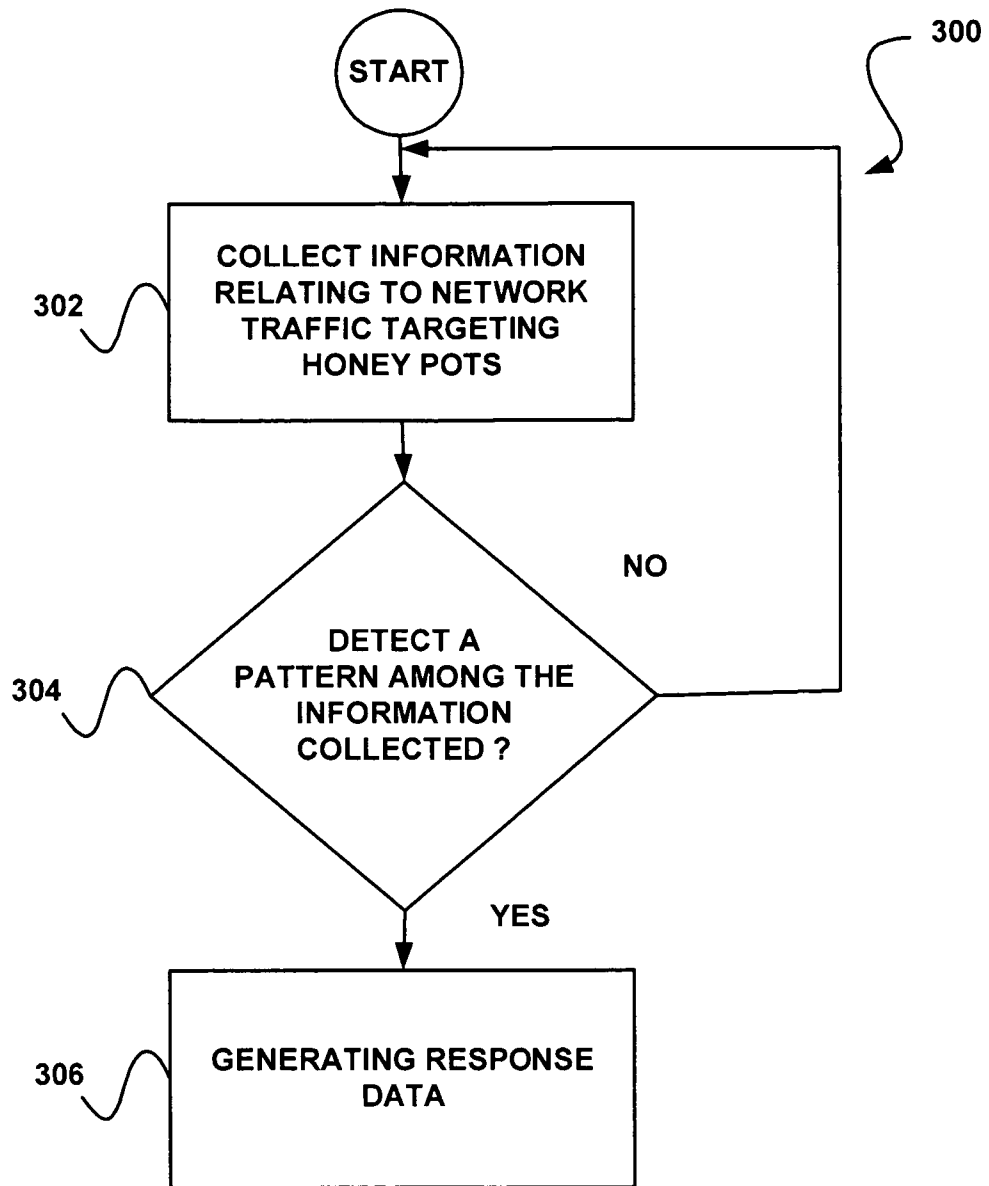 300
START
COLLECT INFORMATION
RELATING TO NETWORK
TRAFFIC TARGETING
HONEY POTS
302
NO
DETECT A
PATTERN AMONG THE
INFORMATION
COLLECTED ?
304
YES
GENERATING RESPONSE
DATA
306